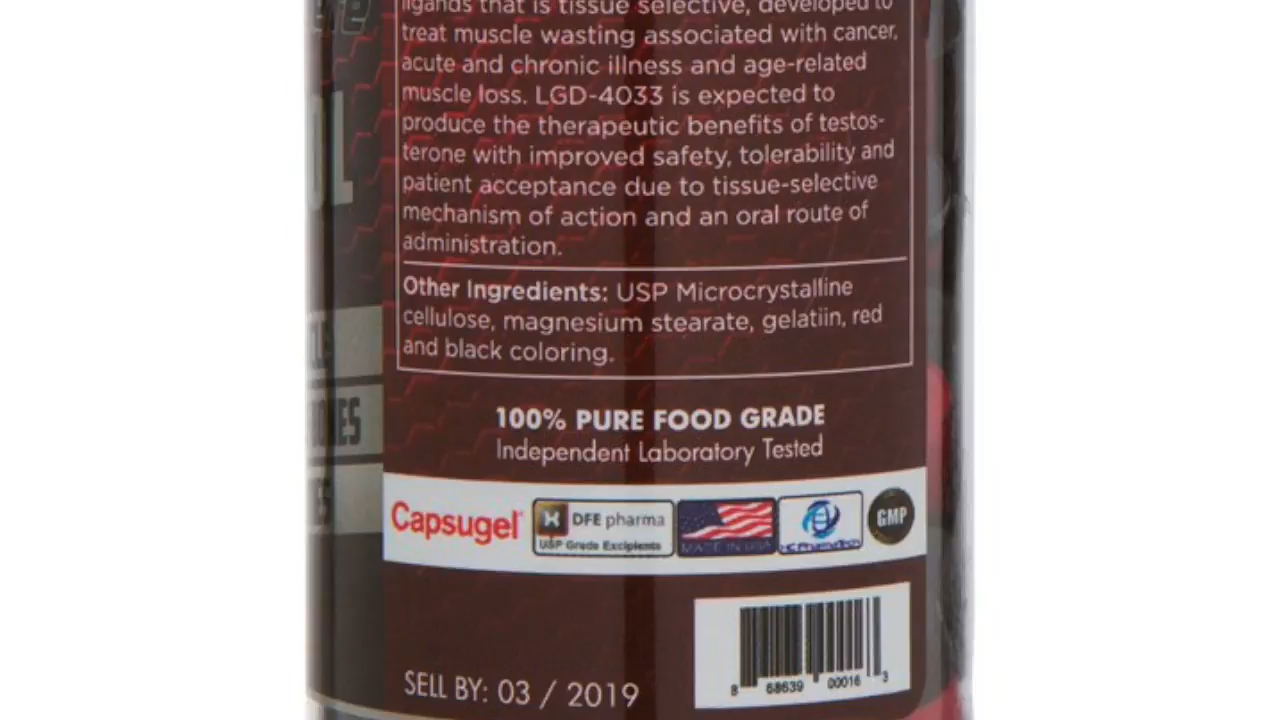 ligands that is tissue selective, developed to
treat muscle wasting associated with cancer,
acute and chronic illness and age-related
muscle loss. LGD-4033 is expected to
produce the therapeutic benefits of testos-
terone with improved safety, tolerability and
patient acceptance due to tissue-selective
mechanism of action and an oral route of
administration.
Other Ingredients: USP Microcrystalline
cellulose, magnesium stearate, gelatiin, red
and black coloring.
100% PURE FOOD GRADE
Independent Laboratory Tested
Capsugel
DFE pharma
USP Grade Excipients
MADE IN USA
GMP
8 68639 00016 3
SELL BY: 03 / 2019